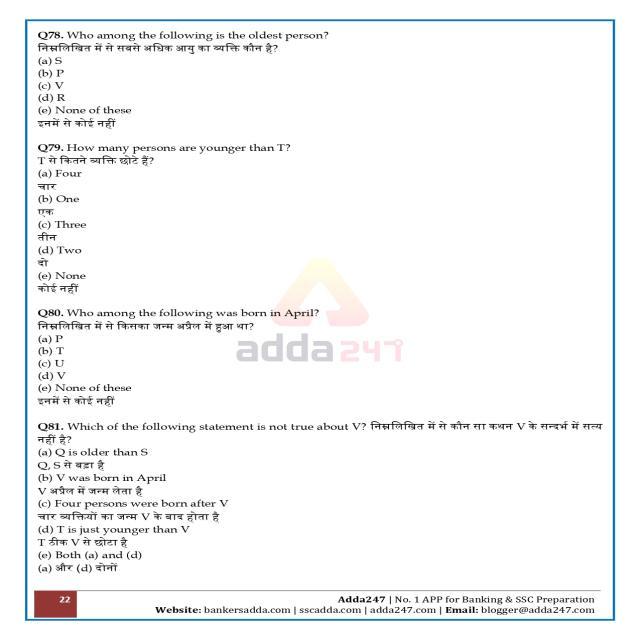 Q78. Who among the following is the oldest person?
निम्नलिखित में से सबसे अधिक आयु का व्यक्ति कौन है?
(a) S
(b) P
(c) V
(d) R
(e) None of these
इनमें से कोई नहीं
Q79. How many persons are younger than T?
T से कितने व्यक्ति छोटे हैं?
(a) Four
चार
(b) One
एक
(c) Three
तीन
(d) Two
दो
(e) None
कोई नहीं
Q80. Who among the following was born in April?
निम्नलिखित में से किसका जन्म अप्रैल में हुआ था?
(a) P
(b) T
(c) U
(d) V
(e) None of these
इनमें से कोई नहीं
adda247
Q81. Which of the following statement is not true about V? निम्नलिखित में से कौन सा कथन V के सन्दर्भ में सत्य
नहीं है?
(a) Q is older than S
Q, S से बड़ा है
(b) V was born in April
V अप्रैल में जन्म लेता है
(c) Four persons were born after V
चार व्यक्तियों का जन्म V के बाद होता है
(d) T is just younger than V
T ठीक V से छोटा है
(e) Both (a) and (d)
(a) और (d) दोनों
22
Adda247 | No. 1 APP for Banking & SSC Preparation
Website: bankersadda.com | sscadda.com | adda247.com | Email: blogger@adda247.com